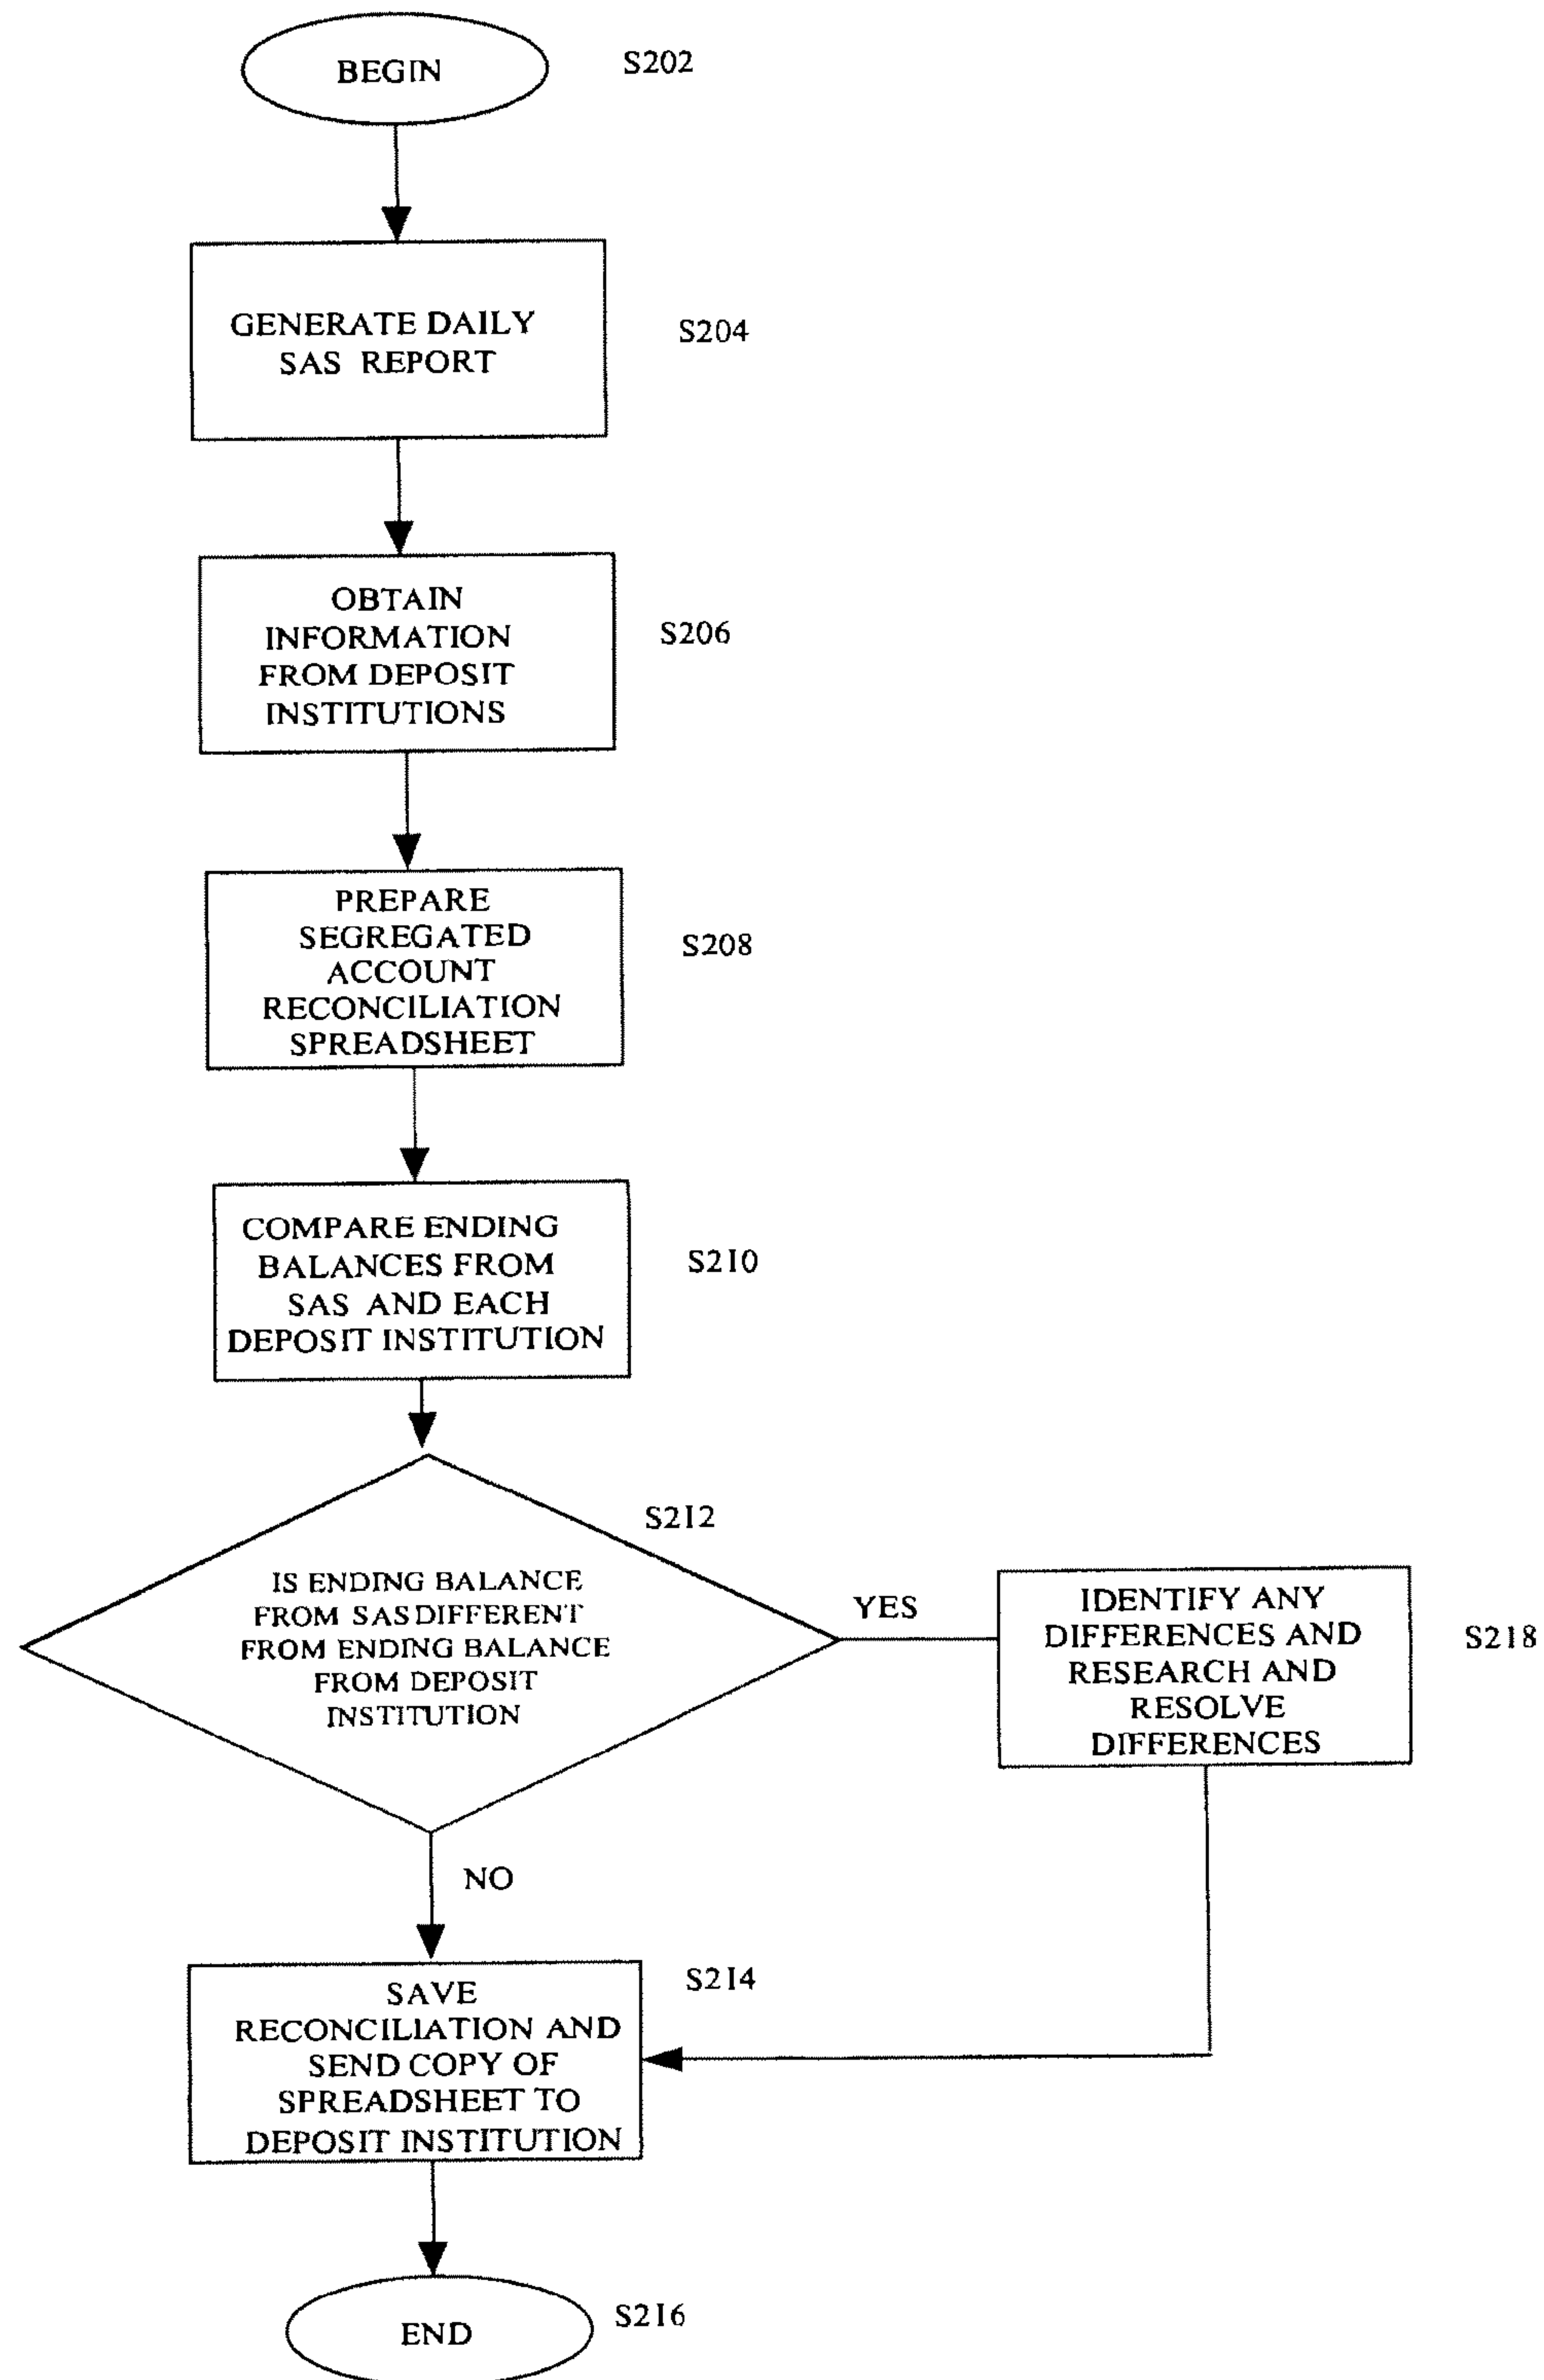 BEGIN
S202
GENERATE DAILY
SAS REPORT
S204
OBTAIN
INFORMATION
FROM DEPOSIT
INSTITUTIONS
S206
PREPARE
SEGREGATED
ACCOUNT
RECONCILIATION
SPREADSHEET
S208
COMPARE ENDING
BALANCES FROM
SAS AND EACH
DEPOSIT INSTITUTION
S210
S212
IS ENDING BALANCE
FROM SAS DIFFERENT
FROM ENDING BALANCE
FROM DEPOSIT
INSTITUTION
YES
IDENTIFY ANY
DIFFERENCES AND
RESEARCH AND
RESOLVE
DIFFERENCES
S218
NO
S214
SAVE
RECONCILIATION AND
SEND COPY OF
SPREADSHEET TO
DEPOSIT INSTITUTION
S216
END